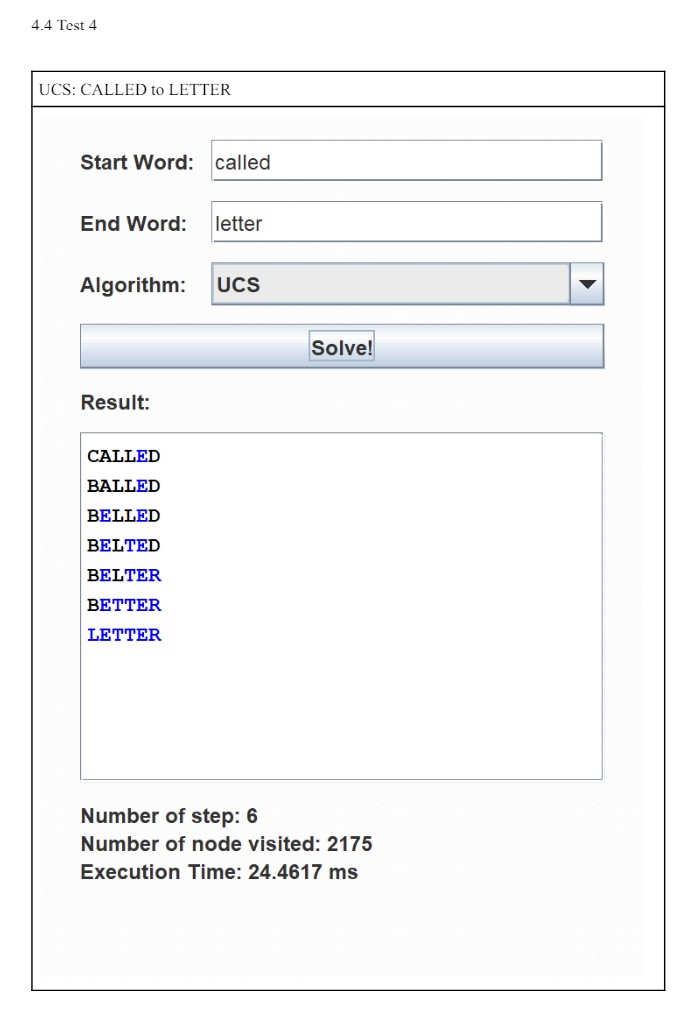 4.4 Test 4
UCS: CALLED to LETTER
Start Word: called
End Word: letter
Algorithm: UCS
Solve!
Result:
CALLED
BALLED
BELLED
BELTED
BELTER
BETTER
LETTER
Number of step: 6
Number of node visited: 2175
Execution Time: 24.4617 ms